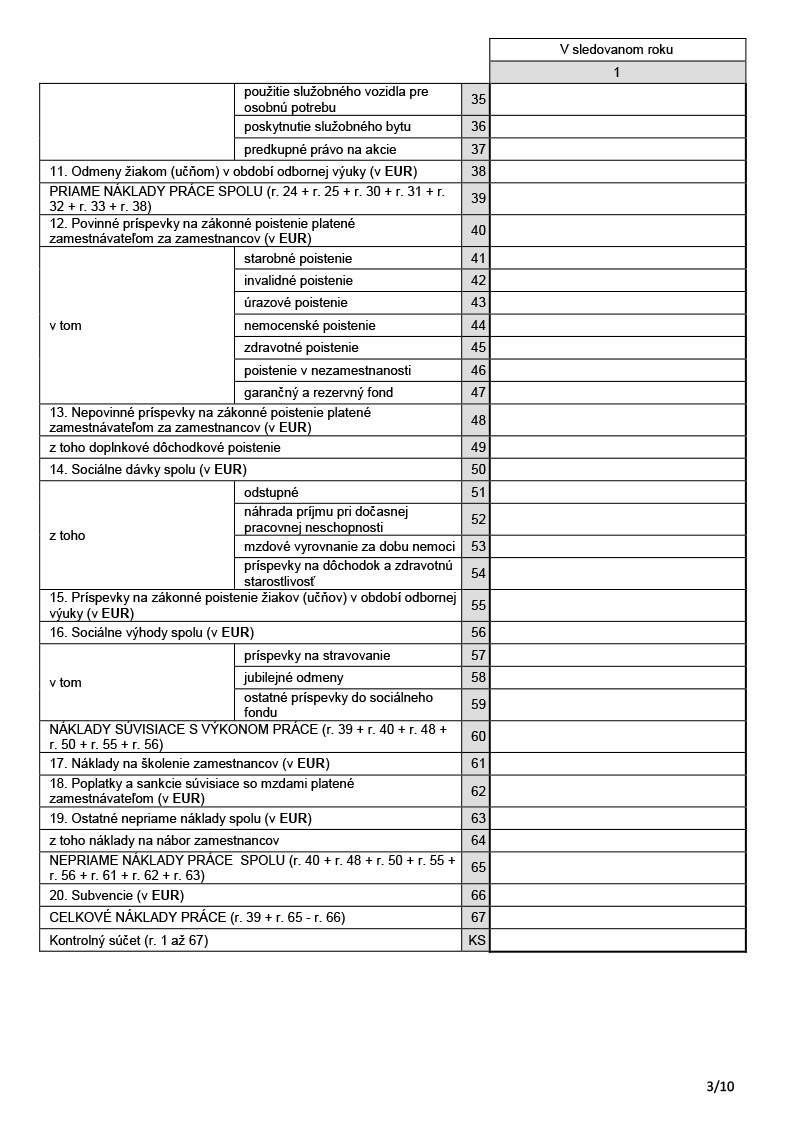 V sledovanom roku
1
použitie služobného vozidla pre
osobnú potrebu
35
poskytnutie služobného bytu 36
predkupné právo na akcie 37
11. Odmeny žiakom (učňom) v období odbornej výuky (v EUR) 38
PRIAME NÁKLADY PRÁCE SPOLU (r. 24 + r. 25 + r. 30 + r. 31 + r.
32 + r. 33 + r. 38)
39
12. Povinné príspevky na zákonné poistenie platené
zamestnávateľom za zamestnancov (v EUR)
40
v tom
starobné poistenie 41
invalidné poistenie 42
úrazové poistenie 43
nemocenské poistenie 44
zdravotné poistenie 45
poistenie v nezamestnanosti 46
garančný a rezervný fond 47
13. Nepovinné príspevky na zákonné poistenie platené
zamestnávateľom za zamestnancov (v EUR)
48
z toho doplnkové dôchodkové poistenie 49
14. Sociálne dávky spolu (v EUR) 50
z toho
odstupné 51
náhrada príjmu pri dočasnej
pracovnej neschopnosti
52
mzdové vyrovnanie za dobu nemoci 53
príspevky na dôchodok a zdravotnú
starostlivosť
54
15. Príspevky na zákonné poistenie žiakov (učňov) v období odbornej
výuky (v EUR)
55
16. Sociálne výhody spolu (v EUR) 56
v tom
príspevky na stravovanie 57
jubilejné odmeny 58
ostatné príspevky do sociálneho
fondu
59
NÁKLADY SÚVISIACE S VÝKONOM PRÁCE (r. 39 + r. 40 + r. 48 +
r. 50 + r. 55 + r. 56)
60
17. Náklady na školenie zamestnancov (v EUR) 61
18. Poplatky a sankcie súvisiace so mzdami platené
zamestnávateľom (v EUR)
62
19. Ostatné nepriame náklady spolu (v EUR) 63
z toho náklady na nábor zamestnancov 64
NEPRIAME NÁKLADY PRÁCE SPOLU (r. 40 + r. 48 + r. 50 + r. 55 +
r. 56 + r. 61 + r. 62 + r. 63)
65
20. Subvencie (v EUR) 66
CELKOVÉ NÁKLADY PRÁCE (r. 39 + r. 65 - r. 66) 67
Kontrolný súčet (r. 1 až 67) KS
3/10